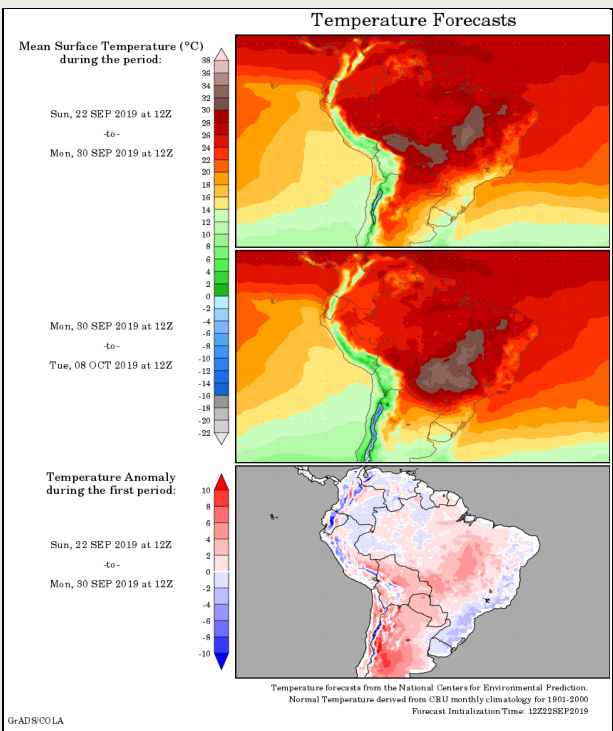 Temperature Forecasts
Mean Surface Temperature (°C)
during the period:
Sun, 22 SEP 2019 at 12Z
-to-
Mon, 30 SEP 2019 at 12Z
38
36
34
32
30
28
26
24
22
20
18
16
14
12
10
8
6
4
2
0
-2
-4
-6
-8
-10
-12
-14
-16
-18
-20
-22
Mon, 30 SEP 2019 at 12Z
-to-
Tue, 08 OCT 2019 at 12Z
Temperature Anomaly
during the first period:
Sun, 22 SEP 2019 at 12Z
-to-
Mon, 30 SEP 2019 at 12Z
10
8
6
4
2
0
-2
-4
-6
-8
-10
Temperature forecasts from the National Centers for Environmental Prediction.
Normal Temperature derived from CRU monthly climatology for 1901-2000
Forecast Initialization Time: 12Z22SEP2019
GrADS/COLA